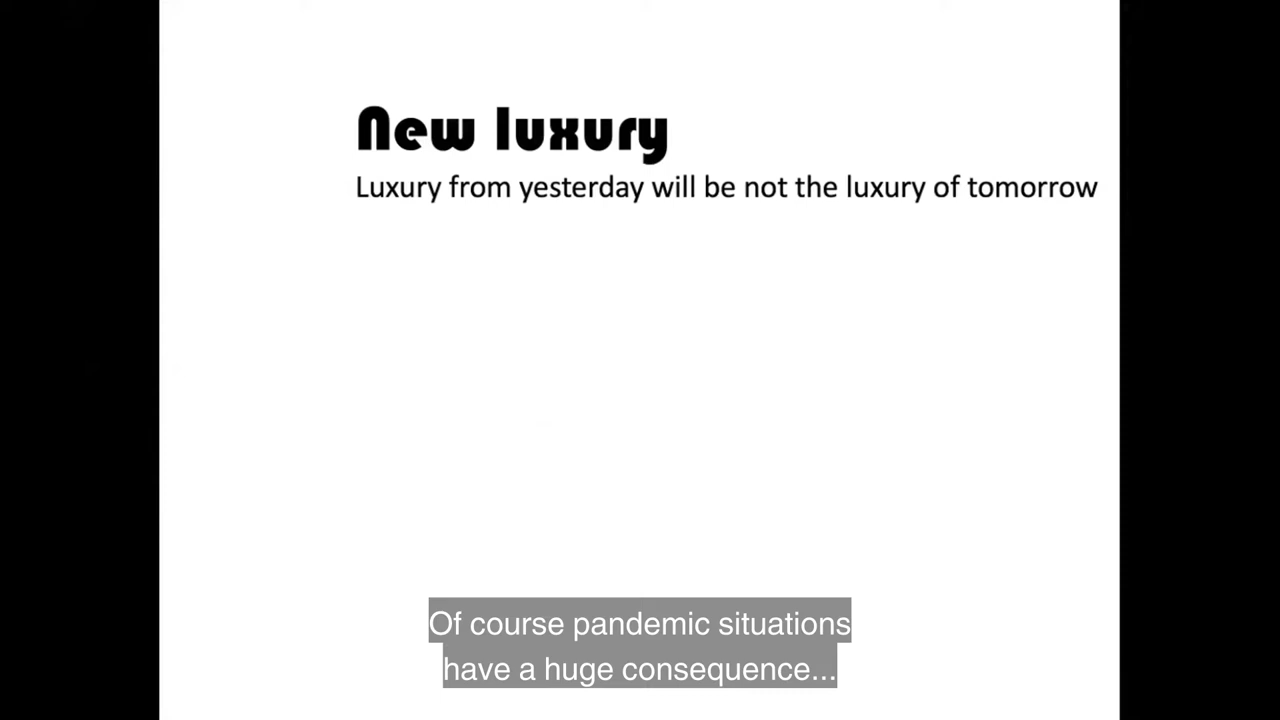 New luxury
Luxury from yesterday will be not the luxury of tomorrow
Of course pandemic situations
have a huge consequence...